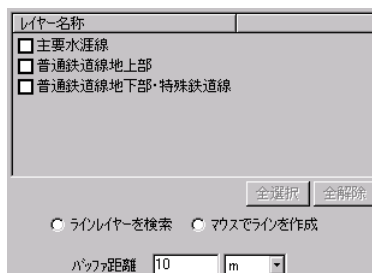 レイヤー名称
主要水涯線
普通鉄道線地上部
普通鉄道線地下部・特殊鉄道線
全選択 全解除
ラインレイヤーを検索 マウスでラインを作成
バッファ距離 10 m